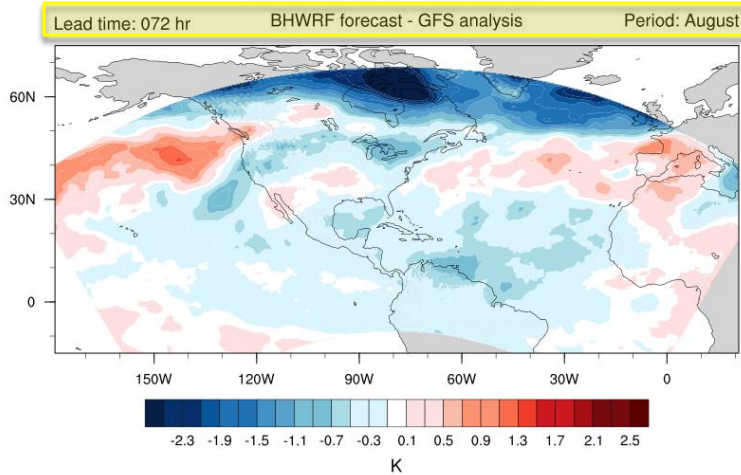 Lead time: 072 hr BHWRF forecast - GFS analysis Period: August
60N
30N
0
150W 120W 90W 60W 30W 0
-2.3 -1.9 -1.5 -1.1 -0.7 -0.3 0.1 0.5 0.9 1.3 1.7 2.1 2.5
K